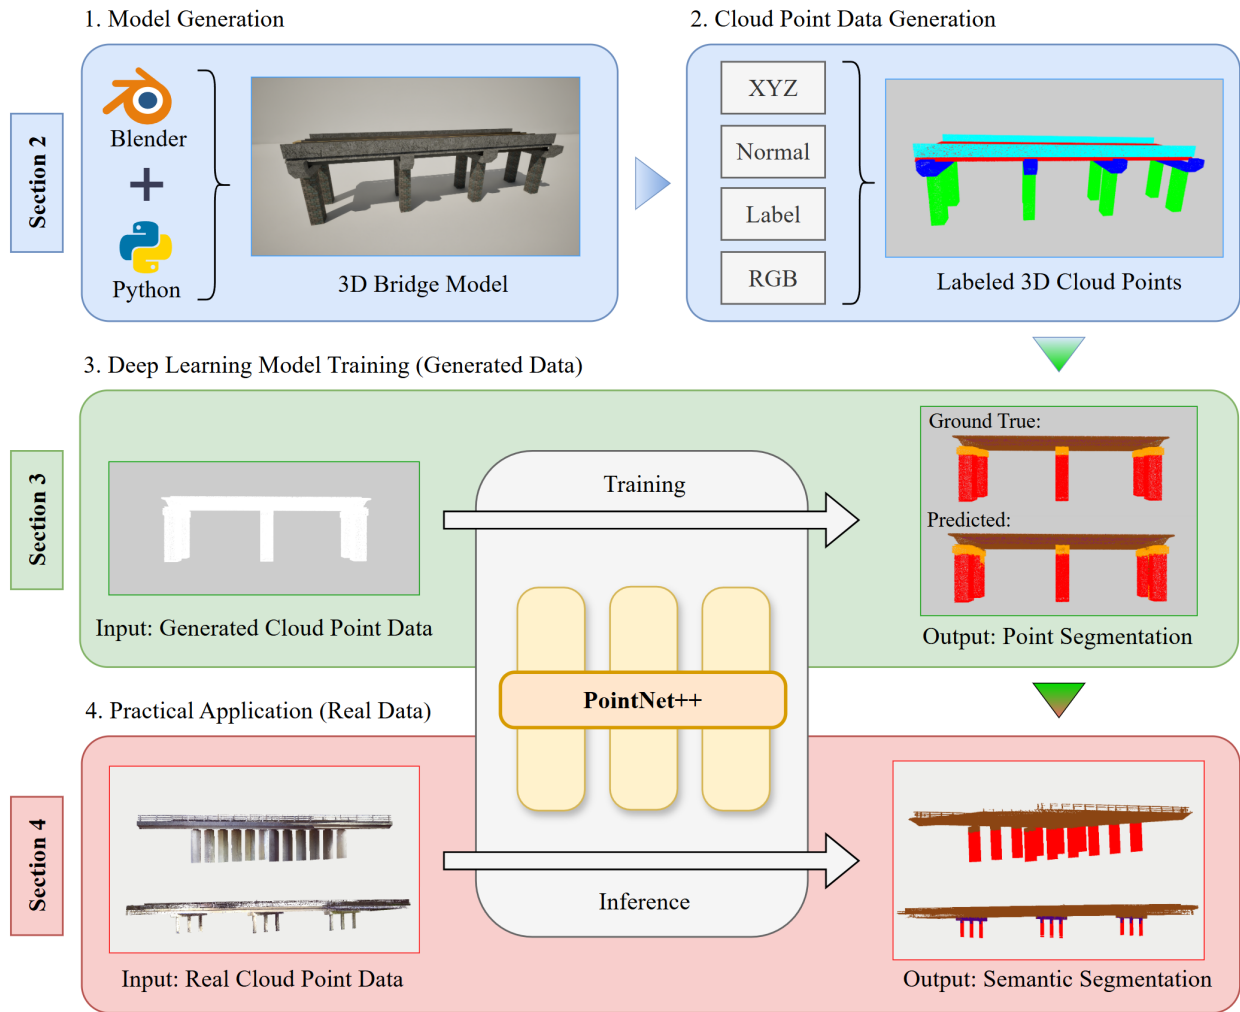 1. Model Generation
2. Cloud Point Data Generation
Section 2
Blender
+
Python
3D Bridge Model
XYZ
Normal
Label
RGB
Labeled 3D Cloud Points
3. Deep Learning Model Training (Generated Data)
Section 3
Input: Generated Cloud Point Data
Training
Ground True:
Predicted:
Output: Point Segmentation
PointNet++
4. Practical Application (Real Data)
Section 4
Input: Real Cloud Point Data
Inference
Output: Semantic Segmentation